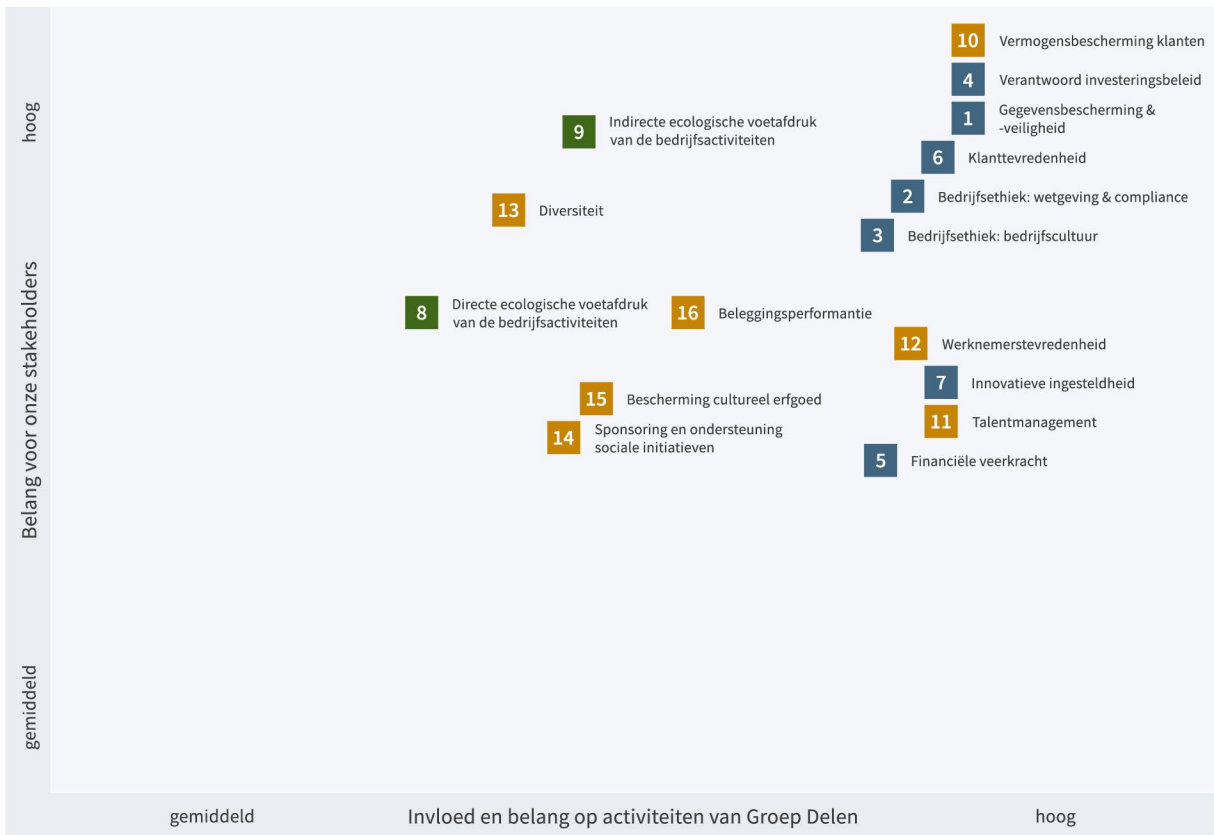 10 Vermogensbescherming klanten
4 Verantwoord investeringsbeleid
1 Gegevensbescherming &
-veiligheid
9 Indirecte ecologische voetafdruk
van de bedrijfsactiviteiten
6 Klanttevredenheid
2 Bedrijfsethiek: wetgeving & compliance
13 Diversiteit
3 Bedrijfsethiek: bedrijfscultuur
8 Directe ecologische voetafdruk
van de bedrijfsactiviteiten
16 Beleggingsperformantie
12 Werknemerstevredenheid
7 Innovatieve ingesteldheid
15 Bescherming cultureel erfgoed
11 Talentmanagement
14 Sponsoring en ondersteuning
sociale initiatieven
5 Financiële veerkracht
hoog
Belang voor onze stakeholders
gemiddeld
gemiddeld
Invloed en belang op activiteiten van Groep Delen
hoog